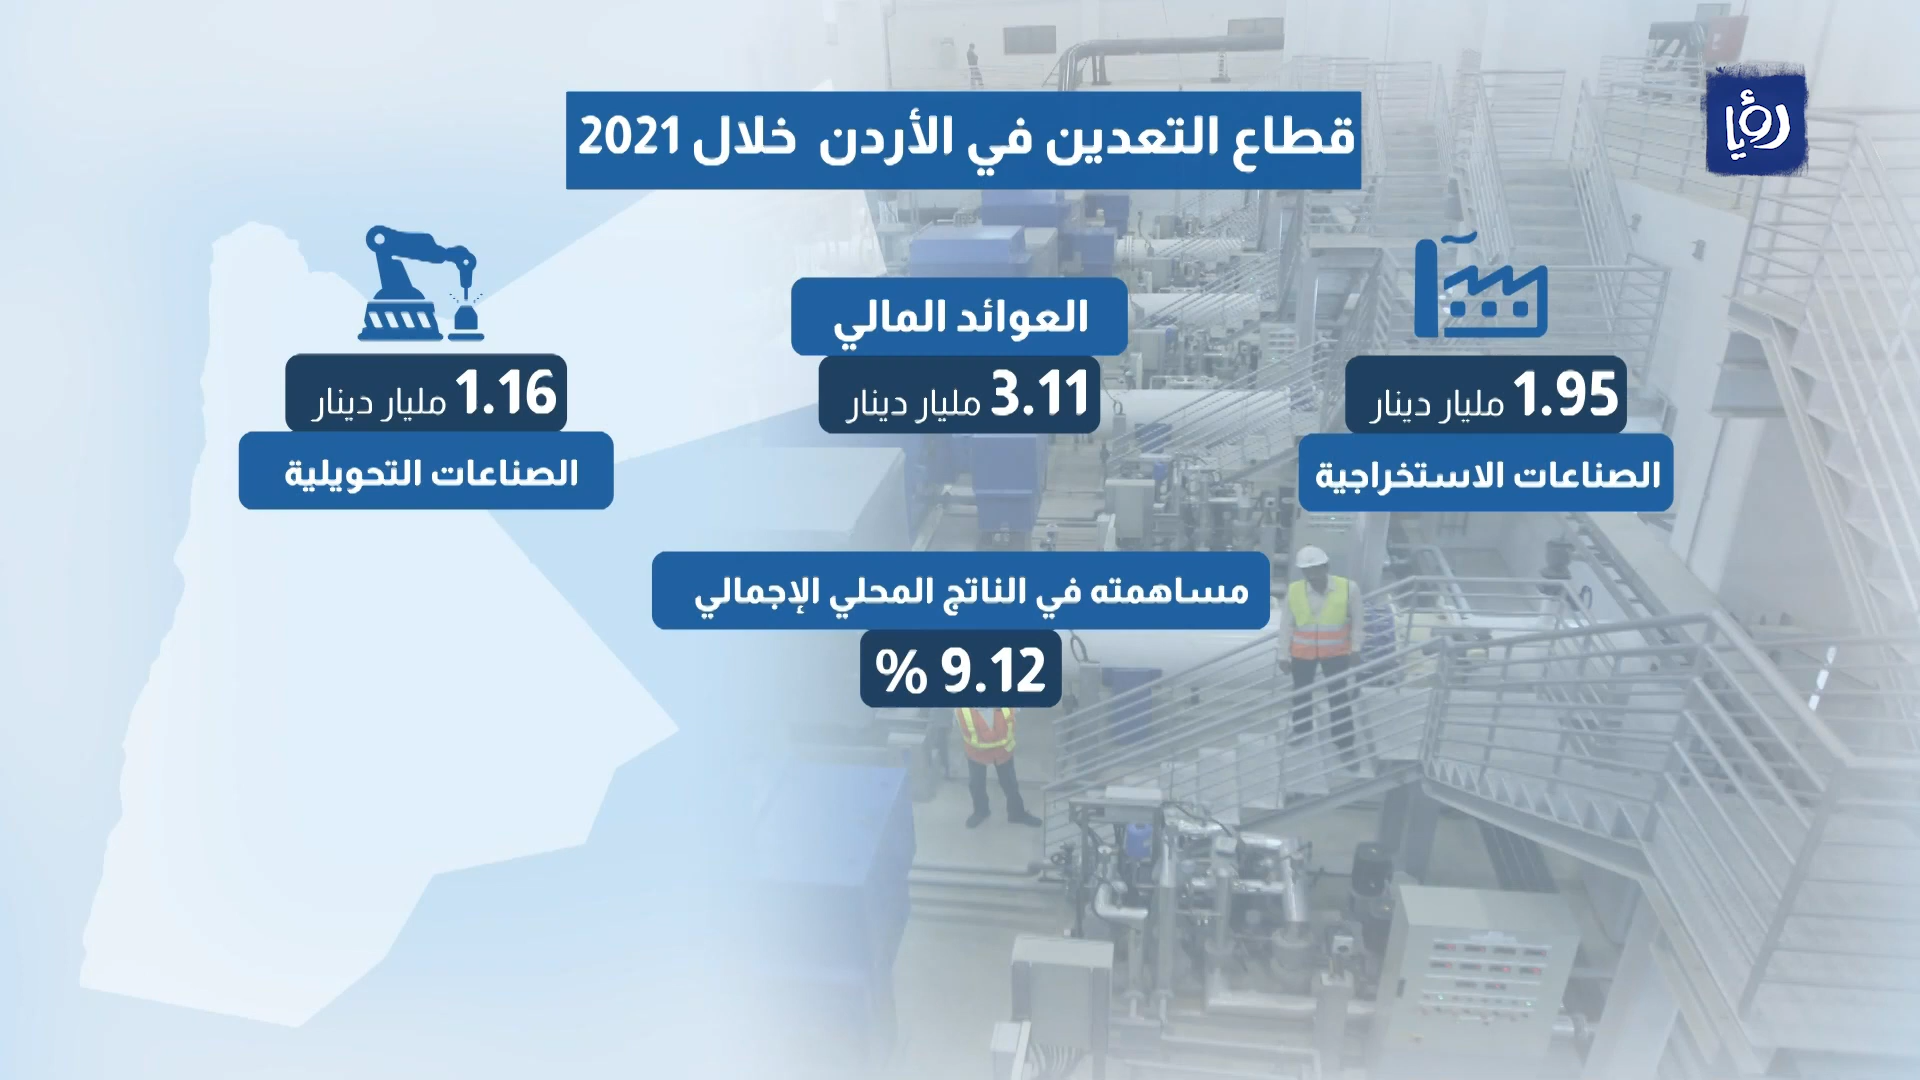 قطاع التعدين في الأردن خلال 2021
رؤيا
العوائد المالي
3.11 مليار دينار
1.95 مليار دينار
الصناعات الاستخراجية
1.16 مليار دينار
الصناعات التحويلية
مساهمته في الناتج المحلي الإجمالي
9.12 %